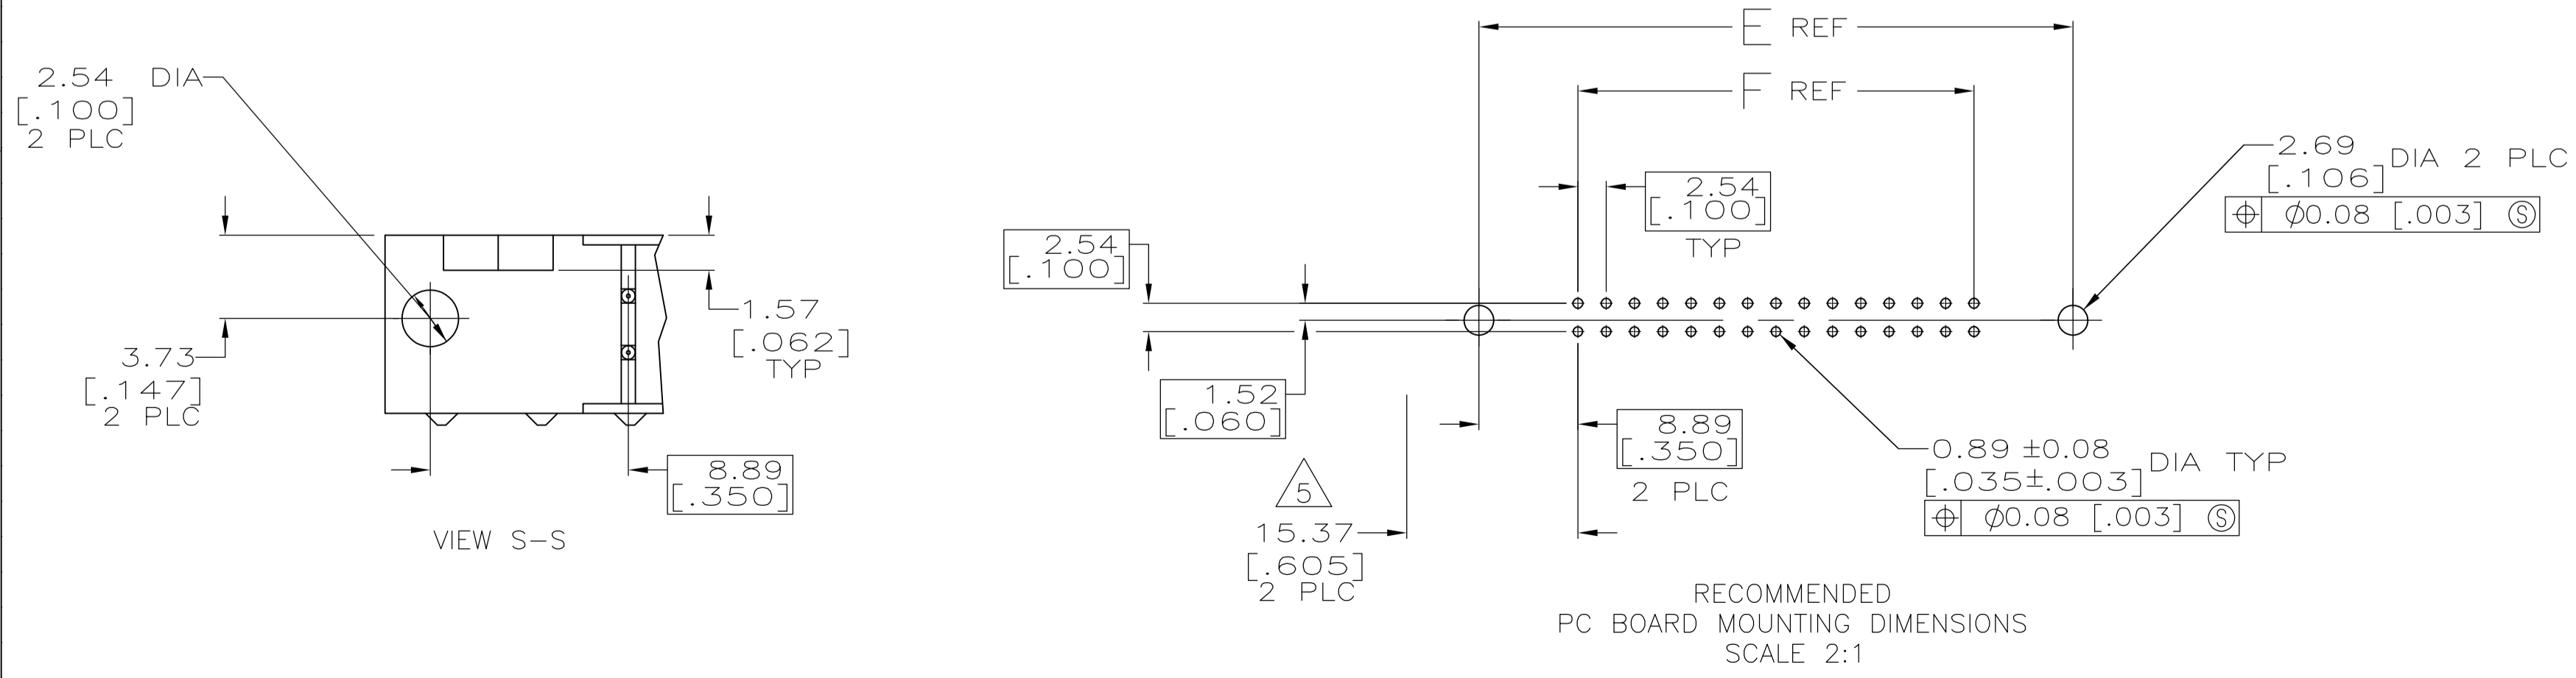 2.54 DIA
[.100]
2 PLC
3.73
[.147]
2 PLC
1.57
[.062]
TYP
8.89
[.350]
VIEW S-S
E REF
F REF
2.54
[.100]
TYP
2.54
[.100]
1.52
[.060]
8.89
[.350]
2 PLC
5
15.37
[.605]
2 PLC
2.69
[.106] DIA 2 PLC
⌖ ∅0.08 [.003] Ⓢ
0.89 ±0.08
[.035±.003] DIA TYP
⌖ ∅0.08 [.003] Ⓢ
RECOMMENDED
PC BOARD MOUNTING DIMENSIONS
SCALE 2:1